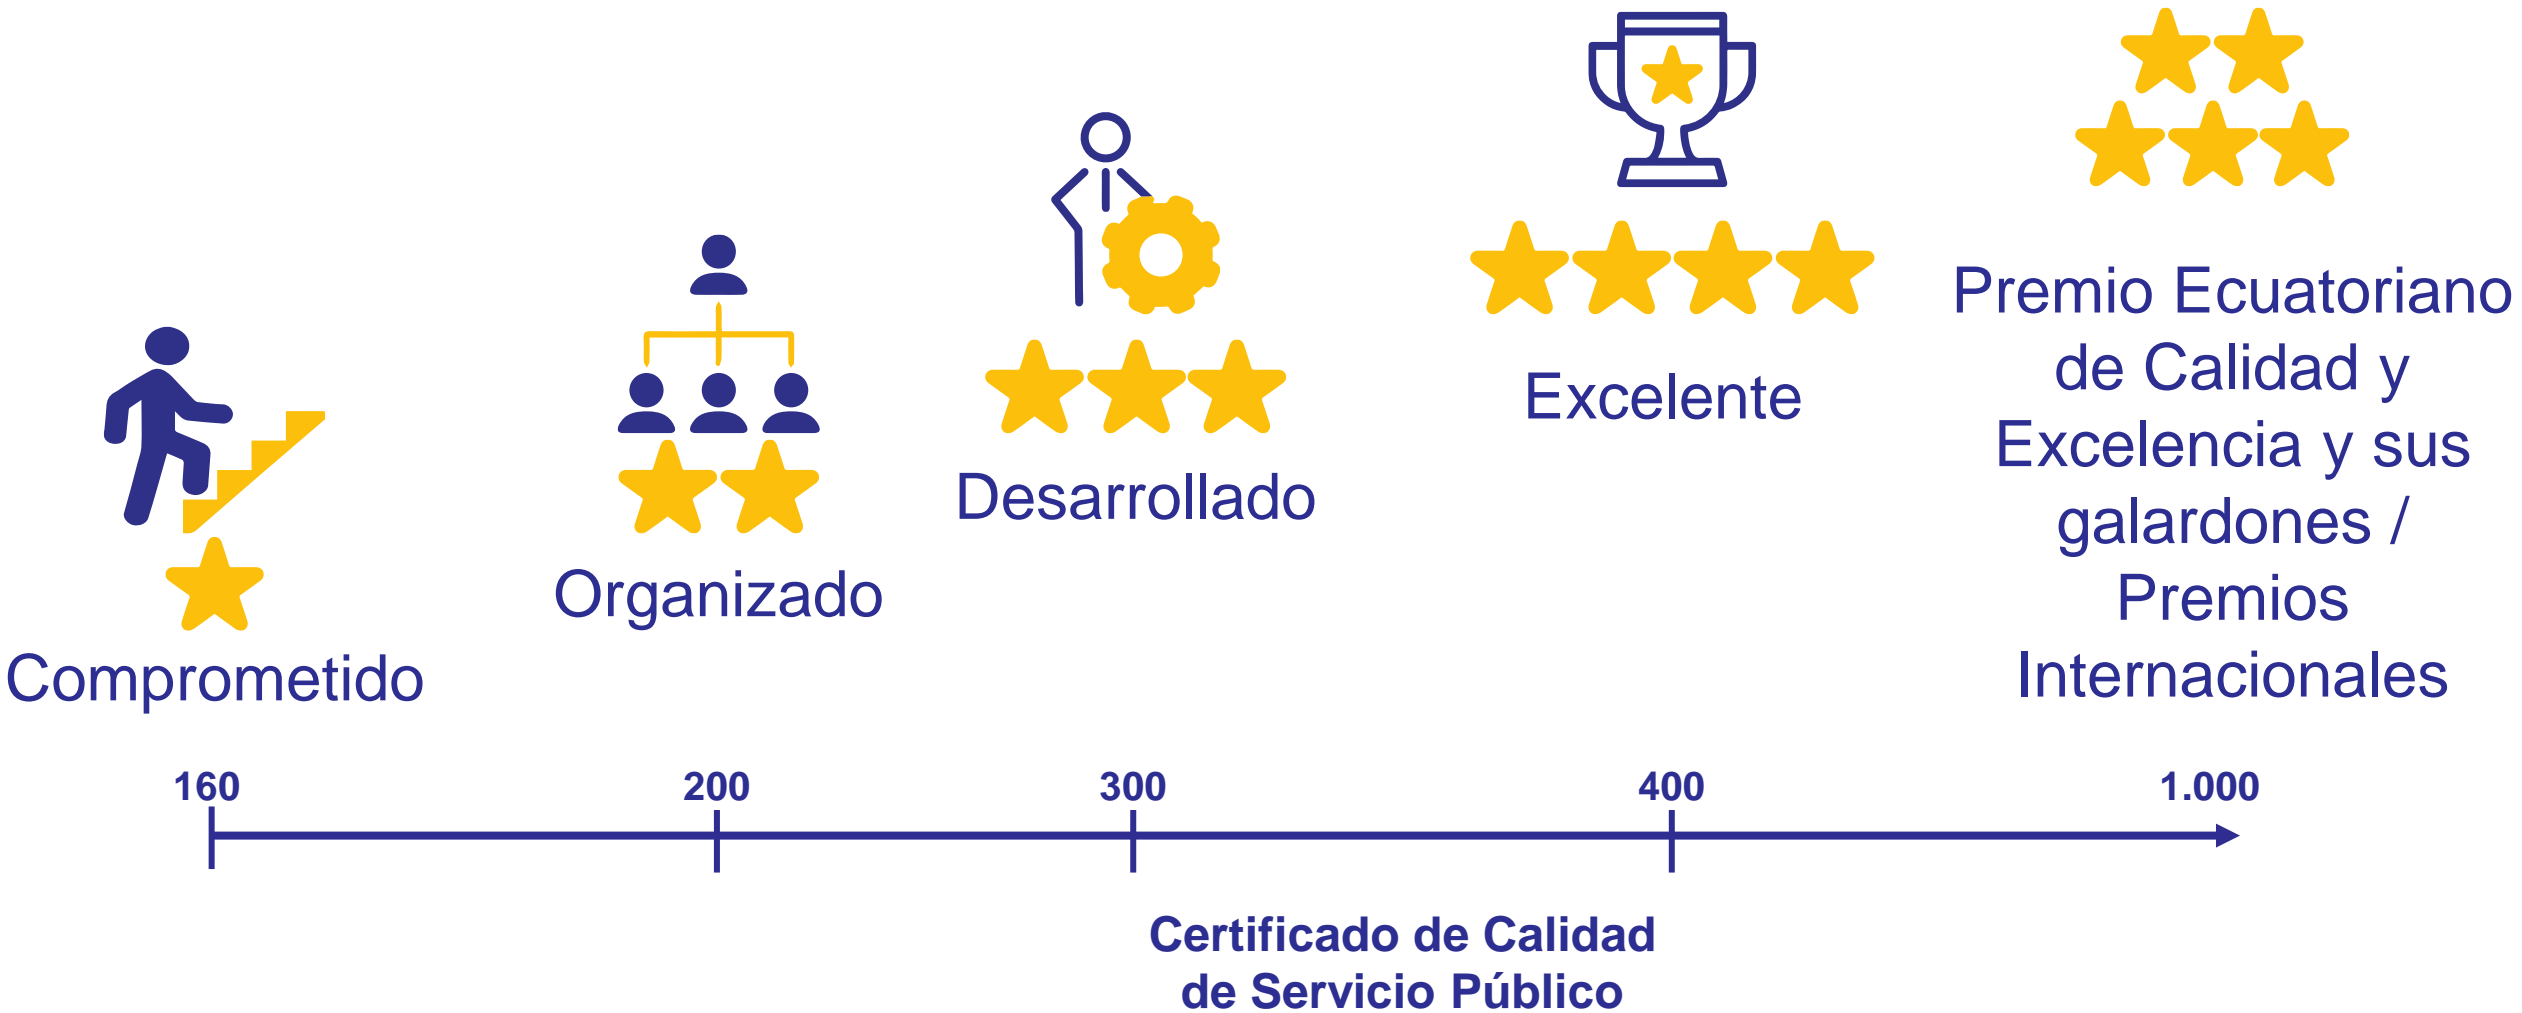 Comprometido
Organizado
Desarrollado
Excelente
Premio Ecuatoriano
de Calidad y
Excelencia y sus
galardones /
Premios
Internacionales
160
200
300
400
1.000
Certificado de Calidad
de Servicio Público